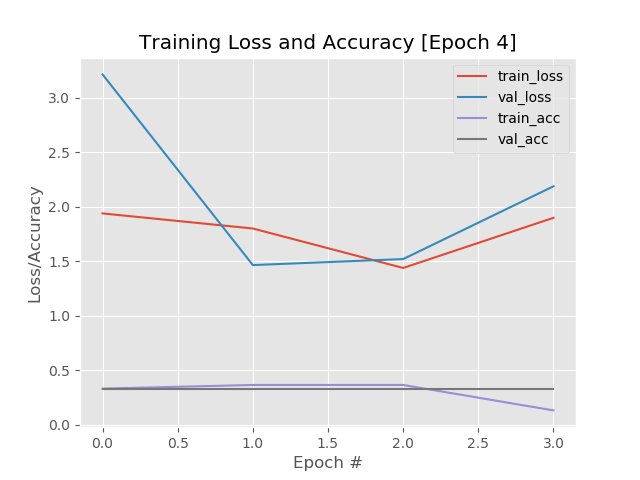 Training Loss and Accuracy [Epoch 4]
train_loss
val_loss
train_acc
val_acc
Loss/Accuracy
3.0
2.5
2.0
1.5
1.0
0.5
0.0
0.0 0.5 1.0 1.5 2.0 2.5 3.0
Epoch #